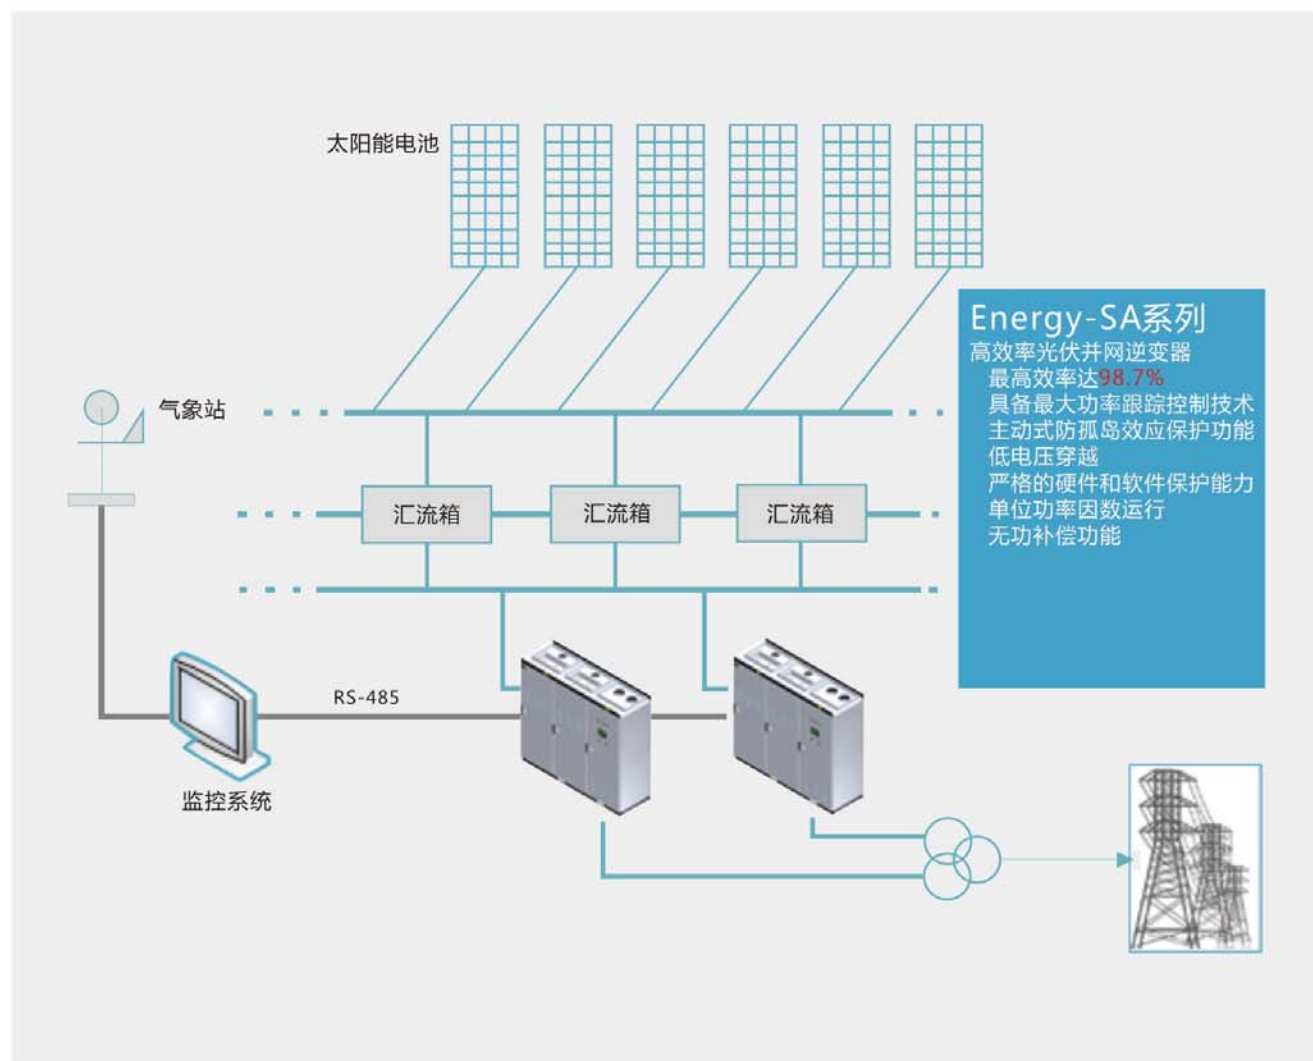 太阳能电池
Energy-SA系列
高效率光伏并网逆变器
最高效率达98.7%
具备最大功率跟踪控制技术
主动式防孤岛效应保护功能
低电压穿越
严格的硬件和软件保护能力
单位功率因数运行
无功补偿功能
气象站
汇流箱
汇流箱
汇流箱
RS-485
监控系统